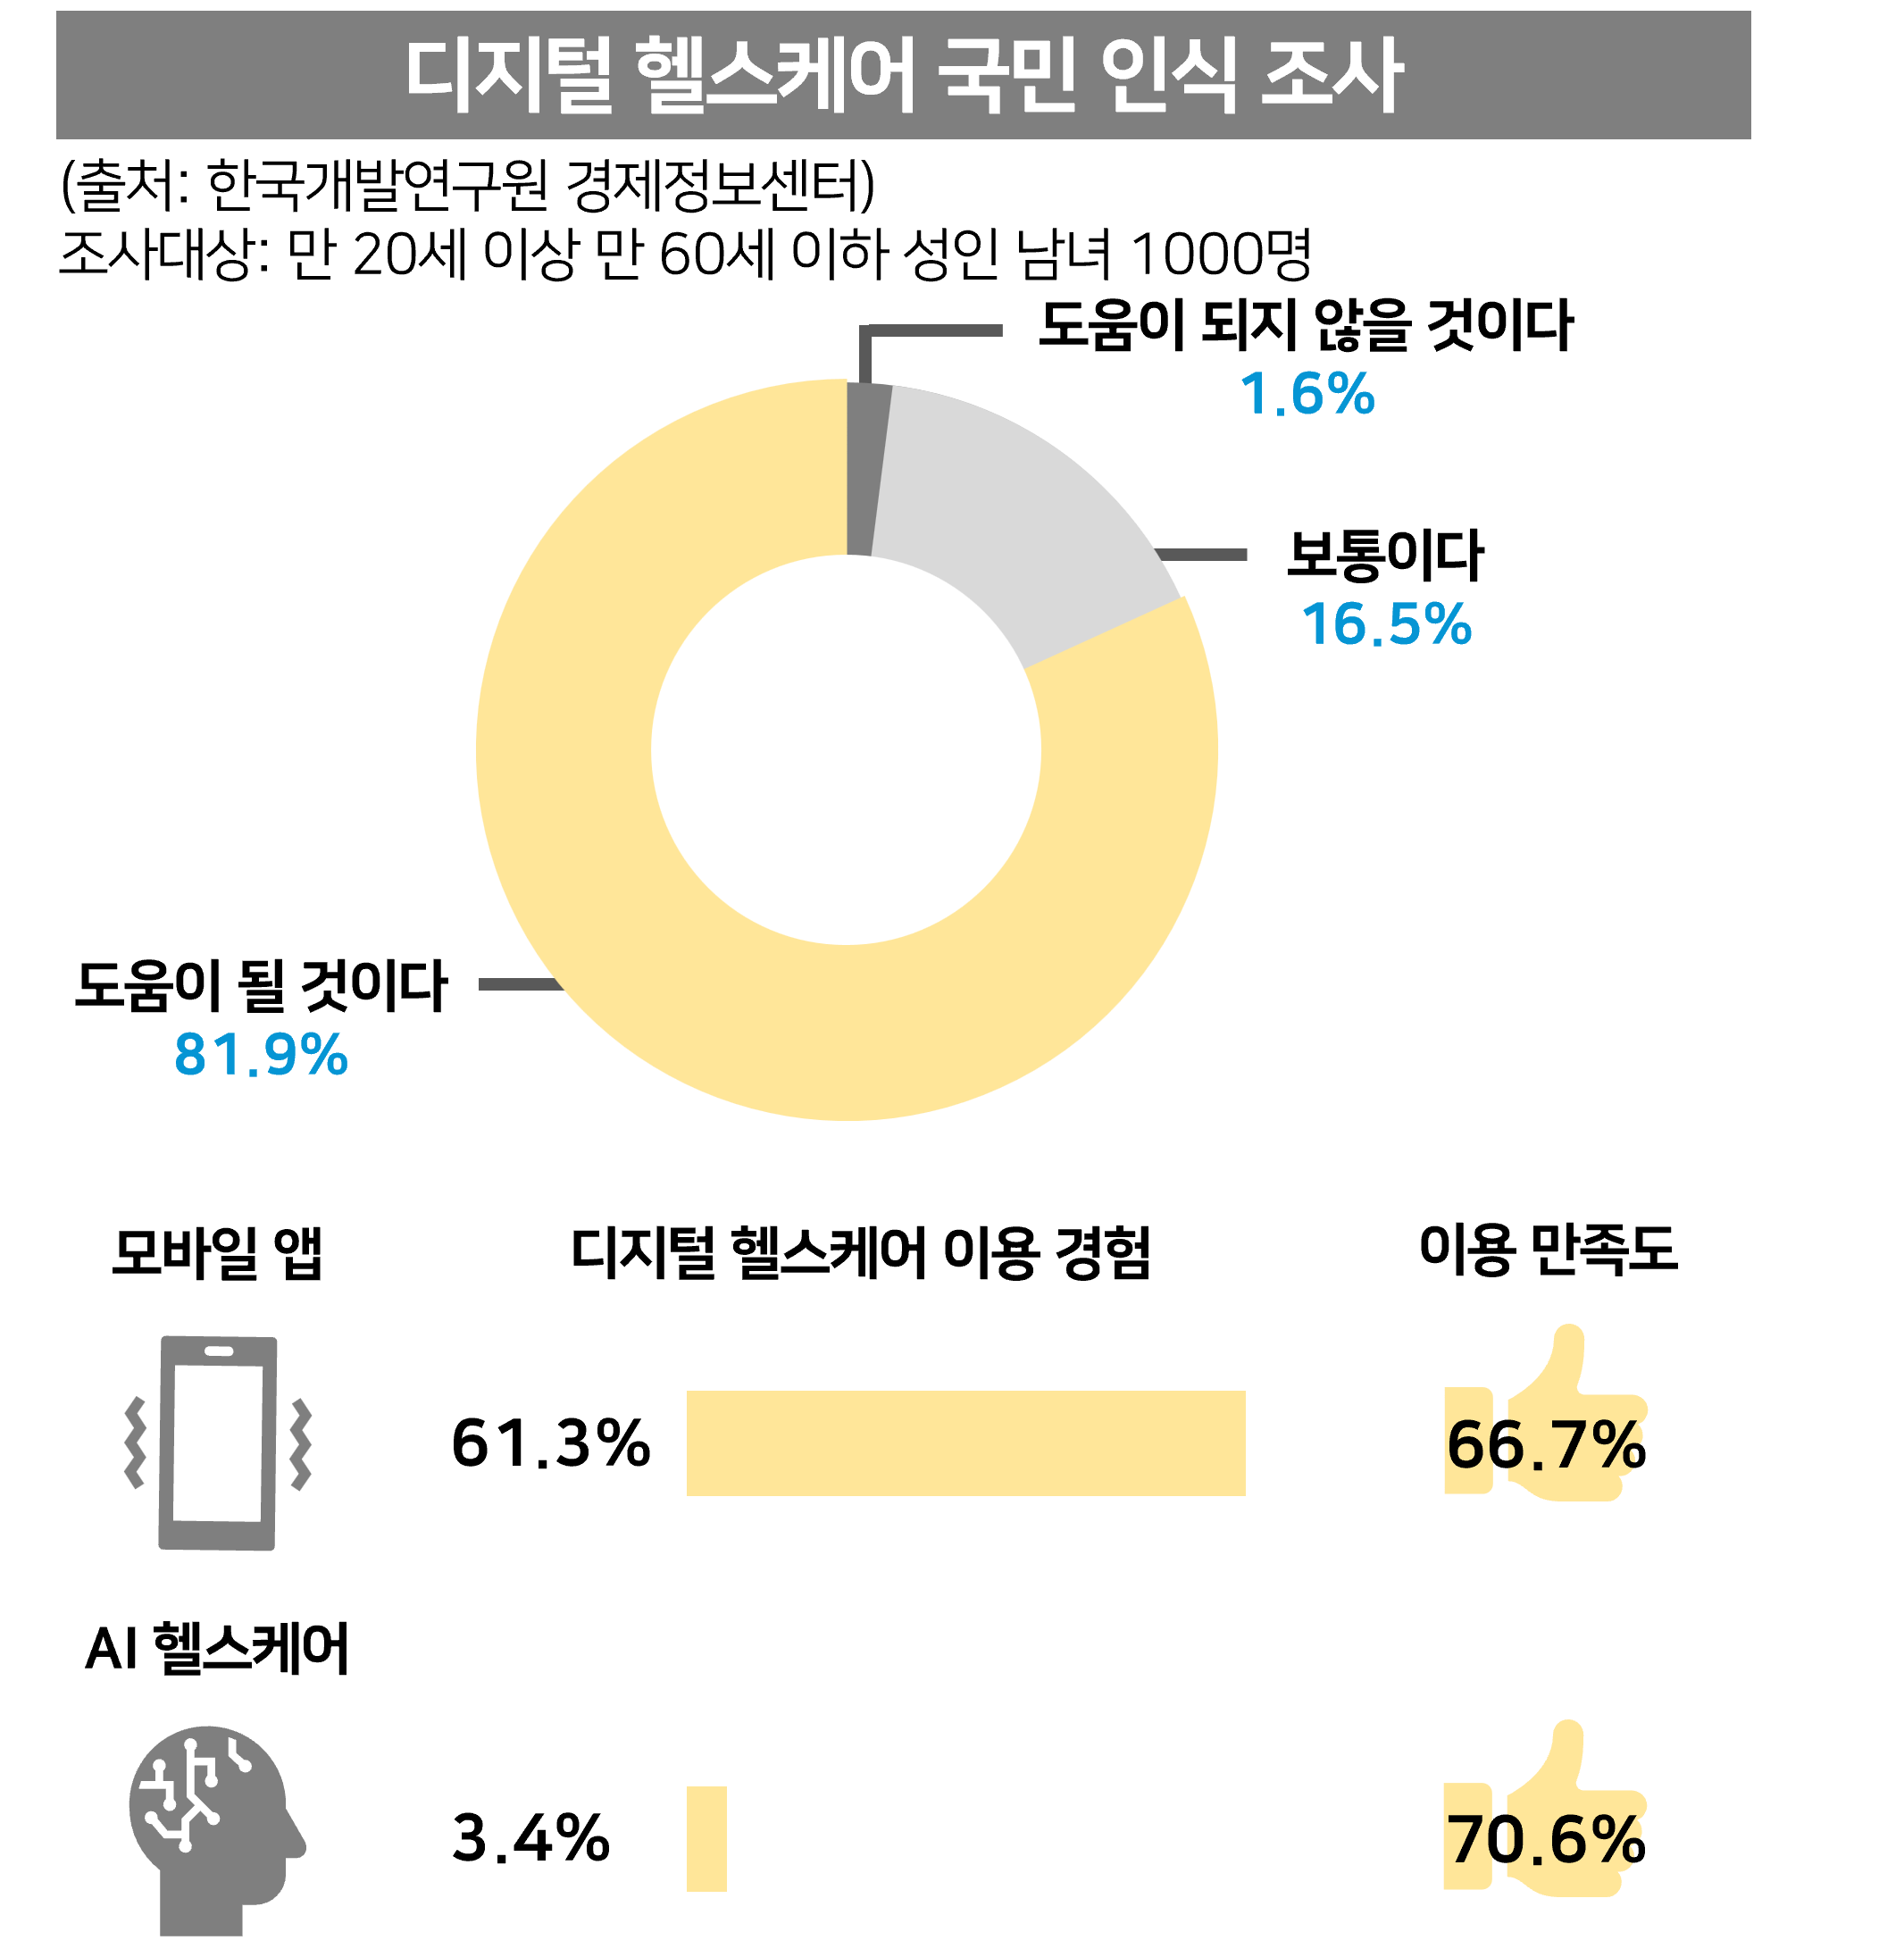 디지털 헬스케어 국민 인식 조사
(출처: 한국개발연구원 경제정보센터)
조사대상: 만 20세 이상 만 60세 이하 성인 남녀 1000명
도움이 되지 않을 것이다
1.6%
보통이다
16.5%
도움이 될 것이다
81.9%
모바일 앱
디지털 헬스케어 이용 경험
이용 만족도
61.3%
66.7%
AI 헬스케어
3.4%
70.6%